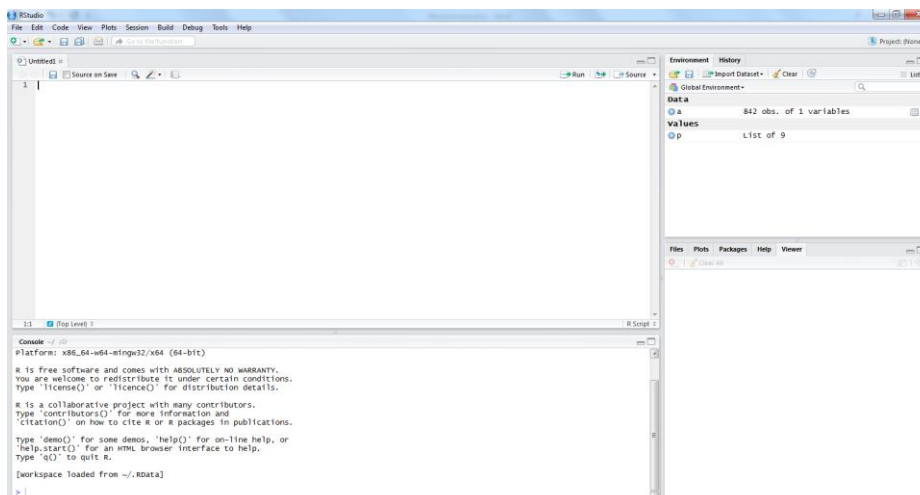 RStudio
File Edit Code View Plots Session Build Debug Tools Help
Go to file/function
Project: (None
Untitled1
Source on Save
Run
Source
1
1:1
(Top Level)
R Script
Console ~/
Platform: x86_64-w64-mingw32/x64 (64-bit)
R is free software and comes with ABSOLUTELY NO WARRANTY.
You are welcome to redistribute it under certain conditions.
Type 'license()' or 'licence()' for distribution details.
R is a collaborative project with many contributors.
Type 'contributors()' for more information and
'citation()' on how to cite R or R packages in publications.
Type 'demo()' for some demos, 'help()' for on-line help, or
'help.start()' for an HTML browser interface to help.
Type 'q()' to quit R.
[Workspace loaded from ~/.RData]
>
Environment History
Import Dataset Clear
List
Global Environment
Data
a 842 obs. of 1 variables
Values
p List of 9
Files Plots Packages Help Viewer
Clear All